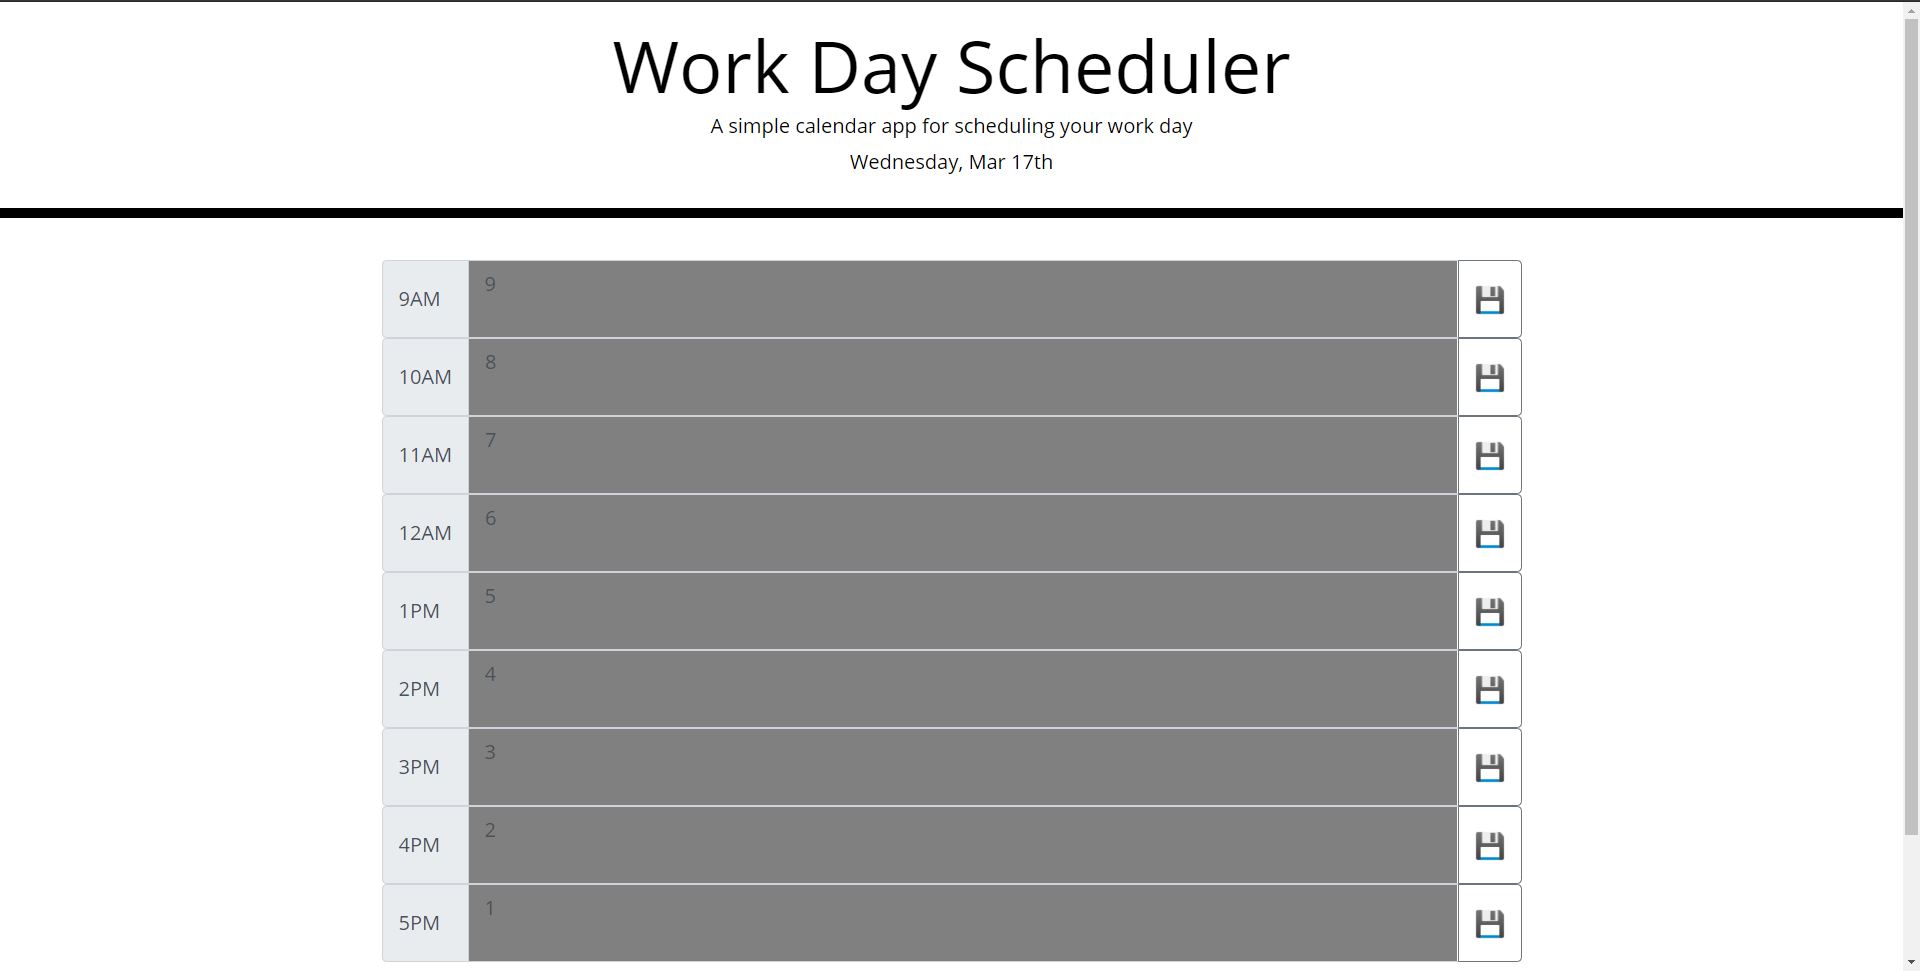 Work Day Scheduler
A simple calendar app for scheduling your work day
Wednesday, Mar 17th
9AM 9
10AM 8
11AM 7
12AM 6
1PM 5
2PM 4
3PM 3
4PM 2
5PM 1